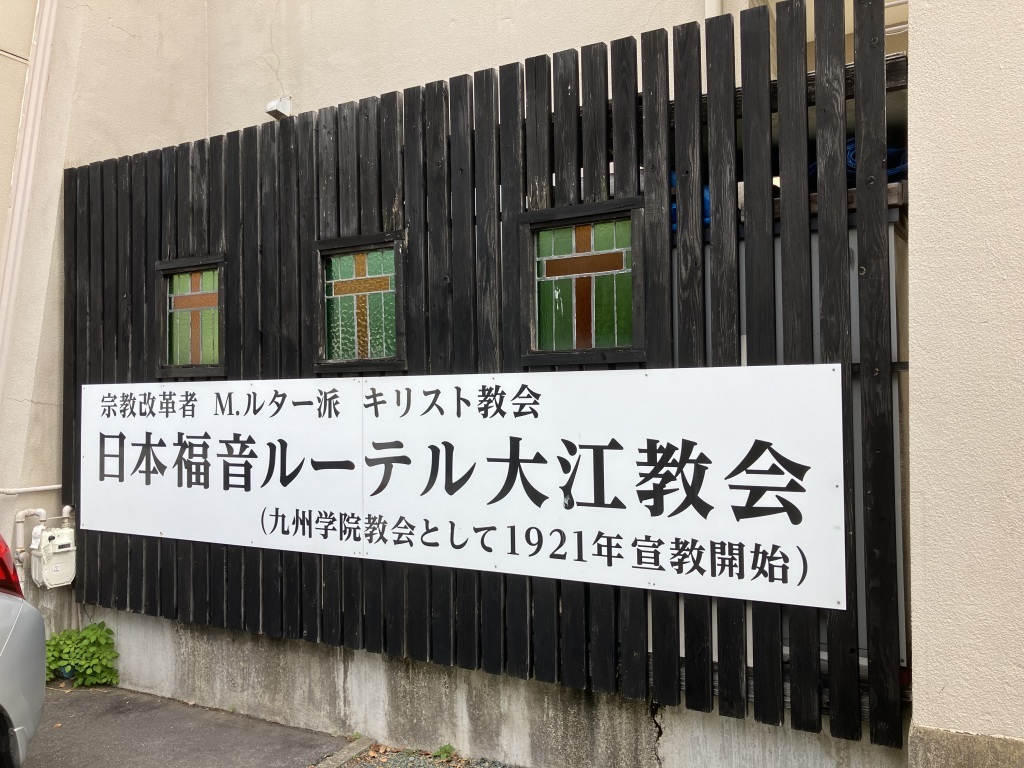 宗教改革者 M.ルター派 キリスト教会
日本福音ルーテル大江教会
(九州学院教会として1921年宣教開始)